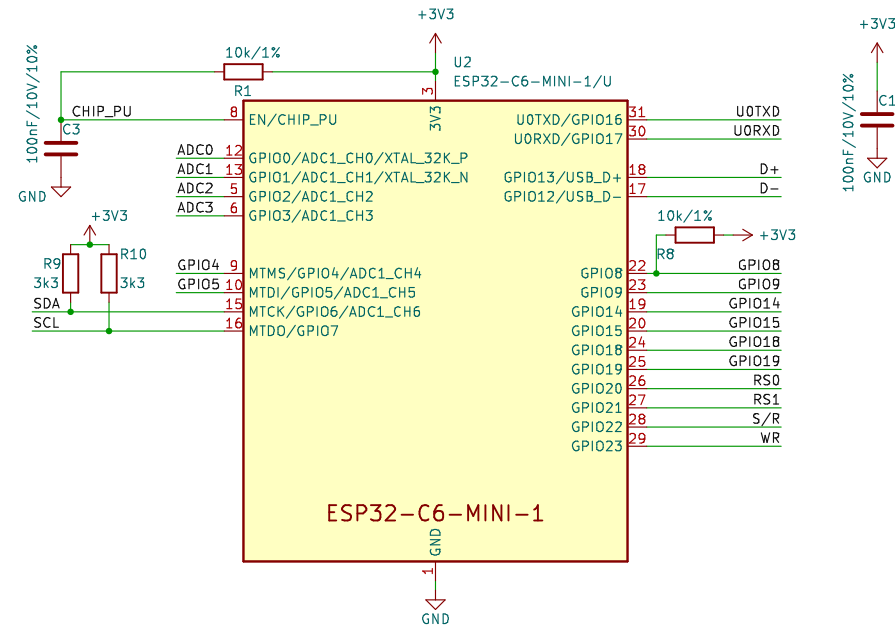 +3V3
+3V3
10k/1%
R1
U2
ESP32-C6-MINI-1/U
100nF/10V/10%
C3
GND
100nF/10V/10%
C1
GND
3
3V3
CHIP_PU 8 EN/CHIP_PU
U0TXD/GPIO16 31 U0TXD
U0RXD/GPIO17 30 U0RXD
ADC0 12 GPIO0/ADC1_CH0/XTAL_32K_P
ADC1 13 GPIO1/ADC1_CH1/XTAL_32K_N
GPIO13/USB_D+ 18 D+
ADC2 5 GPIO2/ADC1_CH2
GPIO12/USB_D- 17 D-
ADC3 6 GPIO3/ADC1_CH3
+3V3
10k/1%
R8
+3V3
R9
3k3
R10
3k3
GPIO4 9 MTMS/GPIO4/ADC1_CH4
GPIO8 22 GPIO8
GPIO5 10 MTDI/GPIO5/ADC1_CH5
GPIO9 23 GPIO9
SDA 15 MTCK/GPIO6/ADC1_CH6
GPIO14 19 GPIO14
SCL 16 MTDO/GPIO7
GPIO15 20 GPIO15
GPIO18 24 GPIO18
GPIO19 25 GPIO19
GPIO20 26 RS0
GPIO21 27 RS1
GPIO22 28 S/R
GPIO23 29 WR
ESP32-C6-MINI-1
GND
1
GND